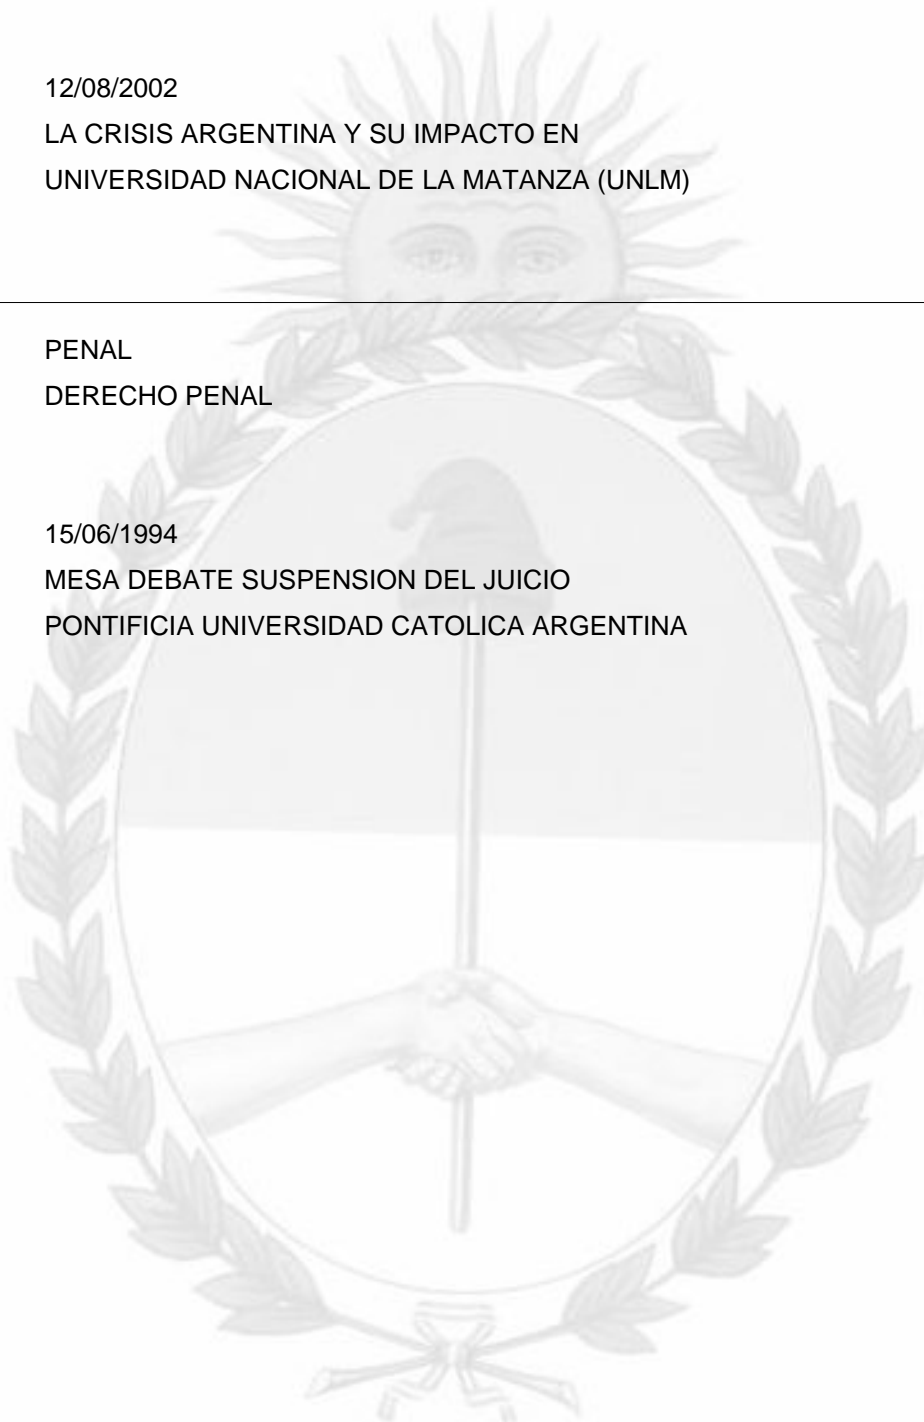 12/08/2002
LA CRISIS ARGENTINA Y SU IMPACTO EN
UNIVERSIDAD NACIONAL DE LA MATANZA (UNLM)
PENAL
DERECHO PENAL
15/06/1994
MESA DEBATE SUSPENSION DEL JUICIO
PONTIFICIA UNIVERSIDAD CATOLICA ARGENTINA